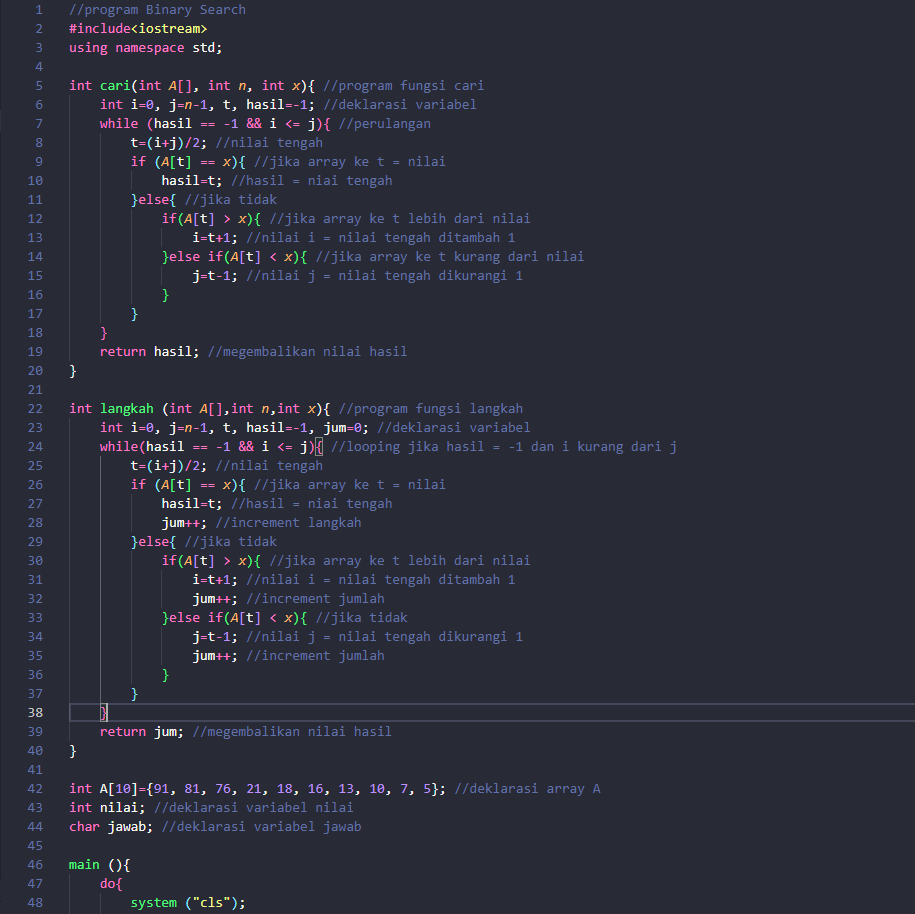 1 //program Binary Search
2 #include<iostream>
3 using namespace std;
4
5 int cari(int A[], int n, int x){ //program fungsi cari
6 int i=0, j=n-1, t, hasil=-1; //deklarasi variabel
7 while (hasil == -1 && i <= j){ //perulangan
8 t=(i+j)/2; //nilai tengah
9 if (A[t] == x){ //jika array ke t = nilai
10 hasil=t; //hasil = niai tengah
11 }else{ //jika tidak
12 if(A[t] > x){ //jika array ke t lebih dari nilai
13 i=t+1; //nilai i = nilai tengah ditambah 1
14 }else if(A[t] < x){ //jika array ke t kurang dari nilai
15 j=t-1; //nilai j = nilai tengah dikurangi 1
16 }
17 }
18 }
19 return hasil; //megembalikan nilai hasil
20 }
21
22 int langkah (int A[],int n,int x){ //program fungsi langkah
23 int i=0, j=n-1, t, hasil=-1, jum=0; //deklarasi variabel
24 while(hasil == -1 && i <= j){ //looping jika hasil = -1 dan i kurang dari j
25 t=(i+j)/2; //nilai tengah
26 if (A[t] == x){ //jika array ke t = nilai
27 hasil=t; //hasil = niai tengah
28 jum++; //increment langkah
29 }else{ //jika tidak
30 if(A[t] > x){ //jika array ke t lebih dari nilai
31 i=t+1; //nilai i = nilai tengah ditambah 1
32 jum++; //increment jumlah
33 }else if(A[t] < x){ //jika tidak
34 j=t-1; //nilai j = nilai tengah dikurangi 1
35 jum++; //increment jumlah
36 }
37 }
38 }
39 return jum; //megembalikan nilai hasil
40 }
41
42 int A[10]={91, 81, 76, 21, 18, 16, 13, 10, 7, 5}; //deklarasi array A
43 int nilai; //deklarasi variabel nilai
44 char jawab; //deklarasi variabel jawab
45
46 main (){
47 do{
48 system ("cls");